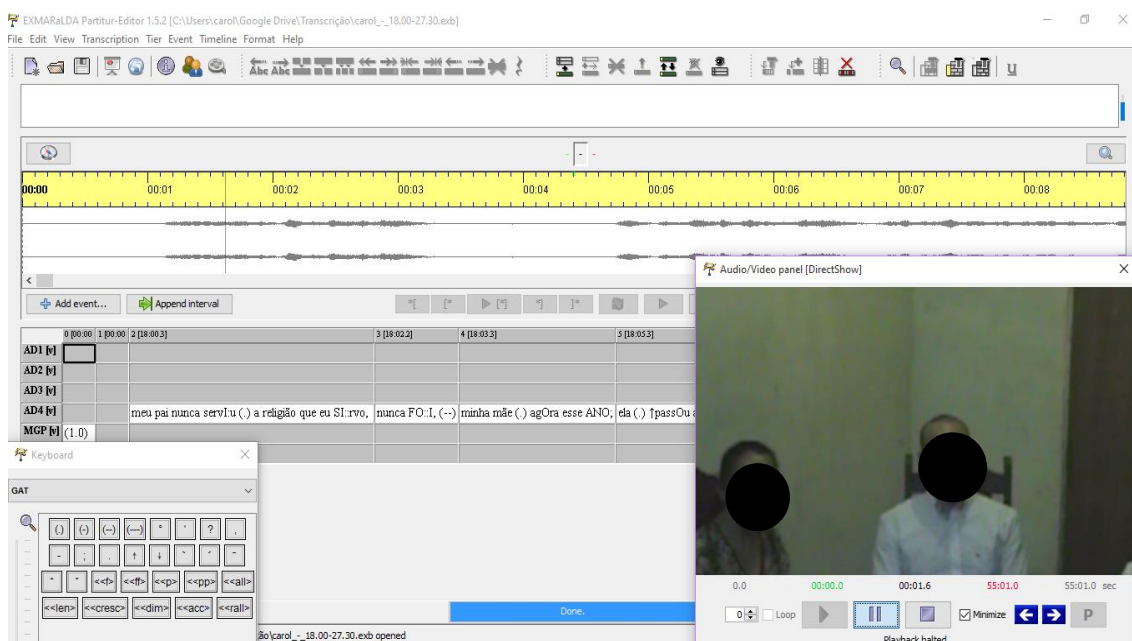 EXMARaLDA Partitur-Editor 1.5.2 [C:\Users\carol\Google Drive\Transcrição\carol_-_18.00-27.30.exb]
File Edit View Transcription Tier Event Timeline Format Help
Abc Abc
00:00 00:01 00:02 00:03 00:04 00:05 00:06 00:07 00:08
Audio/Video panel [DirectShow]
Add event... Append interval
0 [00:00 1 [00:00 2 [18:00.3] 3 [18:02.2] 4 [18:03.3] 5 [18:05.3]
AD1 [v]
AD2 [v]
AD3 [v]
AD4 [v] meu pai nunca servI:u (.) a religião que eu SI::rvo, nunca FO::I, (--) minha mãe (.) agOra esse ANO; ela (.) ↑passOu
MGP [v] (1.0)
Keyboard
GAT
(.) (-) (--) (---) ° ' ? ,
- ; . ↑ ↓ ` ´ ¯
<<f> <<ff> <<p> <<pp> <<all>
<<len> <<cresc> <<dim> <<acc> <<rall>
0.0 00:00.0 00:01.6 55:01.0 55:01.0 sec
0 Loop Minimize P
Done.
Playback halted
ão\carol_-_18.00-27.30.exb opened